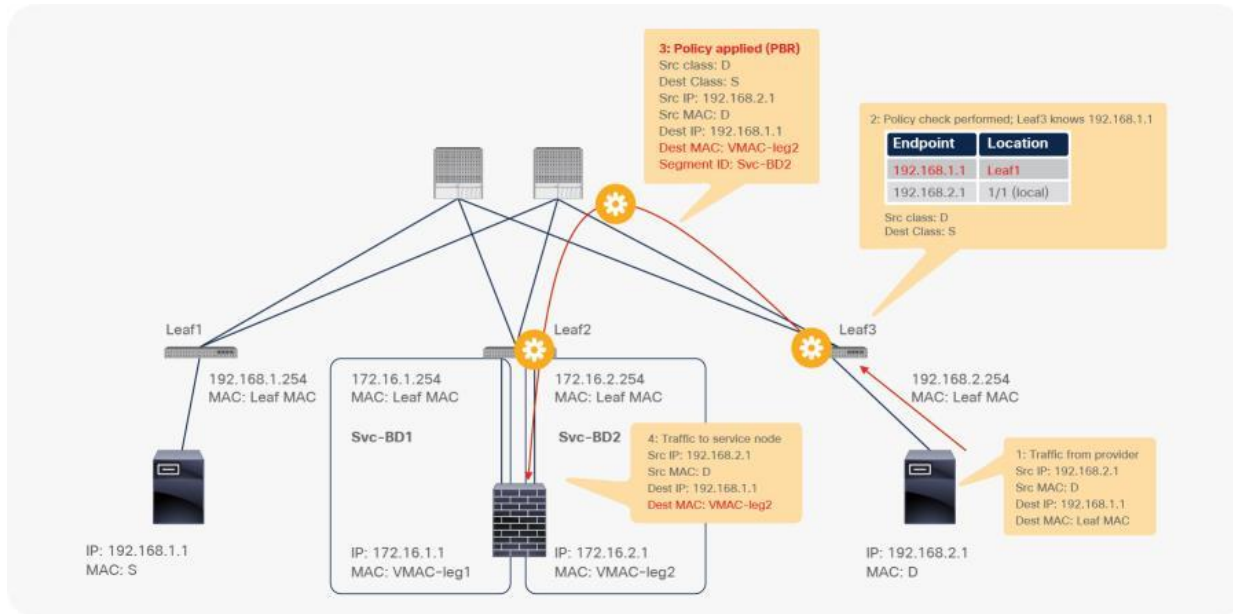 3: Policy applied (PBR)
Src class: D
Dest Class: S
Src IP: 192.168.2.1
Src MAC: D
Dest IP: 192.168.1.1
Dest MAC: VMAC-leg2
Segment ID: Svc-BD2
2: Policy check performed; Leaf3 knows 192.168.1.1
Endpoint Location
192.168.1.1 Leaf1
192.168.2.1 1/1 (local)
Src class: D
Dest Class: S
Leaf1
Leaf2
Leaf3
192.168.1.254
MAC: Leaf MAC
172.16.1.254
MAC: Leaf MAC
172.16.2.254
MAC: Leaf MAC
192.168.2.254
MAC: Leaf MAC
Svc-BD1
Svc-BD2
4: Traffic to service node
Src IP: 192.168.2.1
Src MAC: D
Dest IP: 192.168.1.1
Dest MAC: VMAC-leg2
1: Traffic from provider
Src IP: 192.168.2.1
Src MAC: D
Dest IP: 192.168.1.1
Dest MAC: Leaf MAC
IP: 192.168.1.1
MAC: S
IP: 172.16.1.1
MAC: VMAC-leg1
IP: 172.16.2.1
MAC: VMAC-leg2
IP: 192.168.2.1
MAC: D